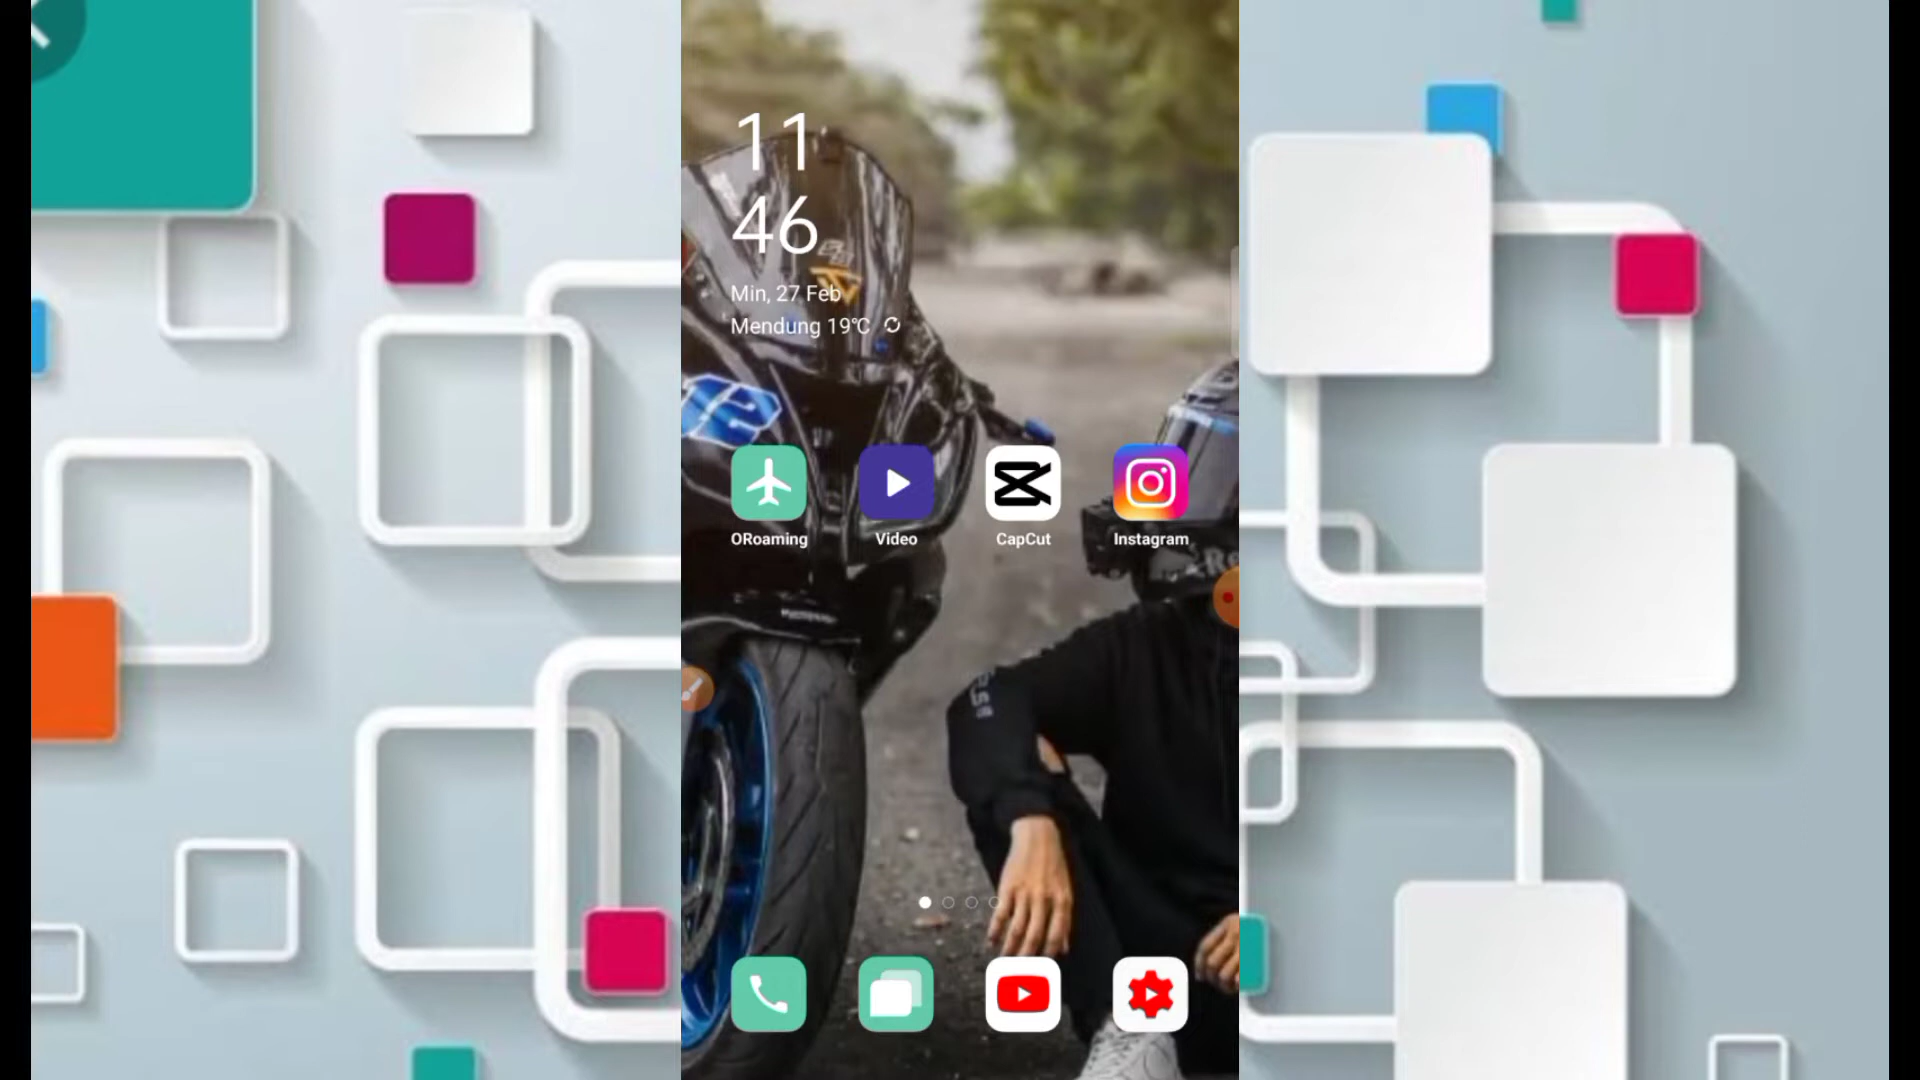 11
46
Min, 27 Feb
Mendung 19°C
ORoaming
Video
CapCut
Instagram